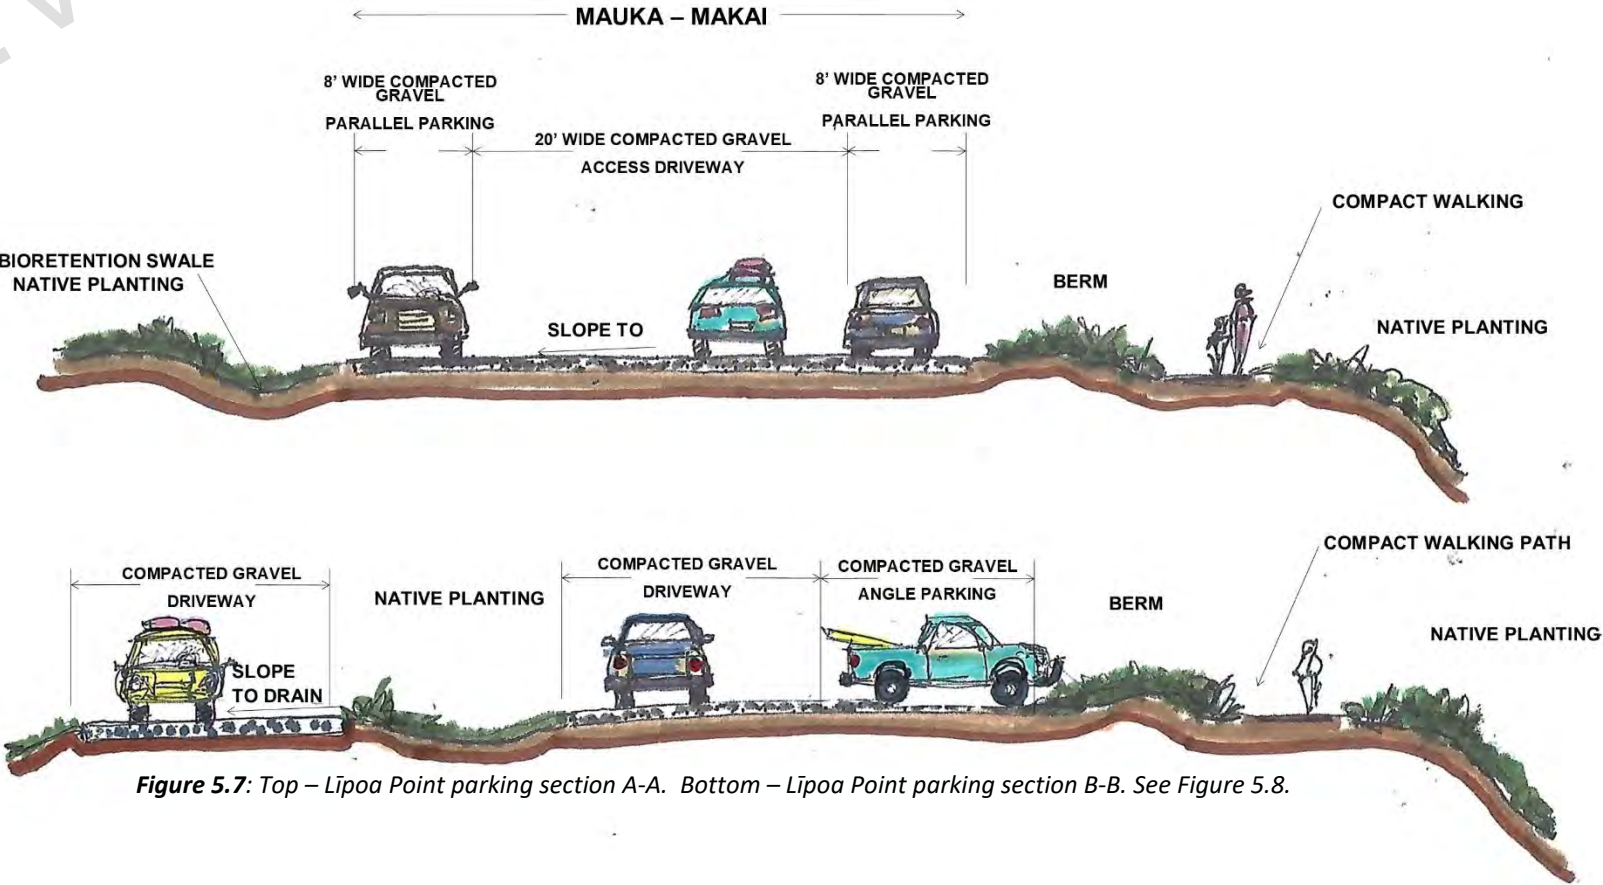 MAUKA – MAKAI
8' WIDE COMPACTED
GRAVEL
PARALLEL PARKING
20' WIDE COMPACTED GRAVEL
ACCESS DRIVEWAY
8' WIDE COMPACTED
GRAVEL
PARALLEL PARKING
COMPACT WALKING
BIORETENTION SWALE
NATIVE PLANTING
SLOPE TO
BERM
NATIVE PLANTING
COMPACTED GRAVEL
DRIVEWAY
SLOPE
TO DRAIN
NATIVE PLANTING
COMPACTED GRAVEL
DRIVEWAY
COMPACTED GRAVEL
ANGLE PARKING
BERM
COMPACT WALKING PATH
NATIVE PLANTING
Figure 5.7: Top – Līpoa Point parking section A-A. Bottom – Līpoa Point parking section B-B. See Figure 5.8.